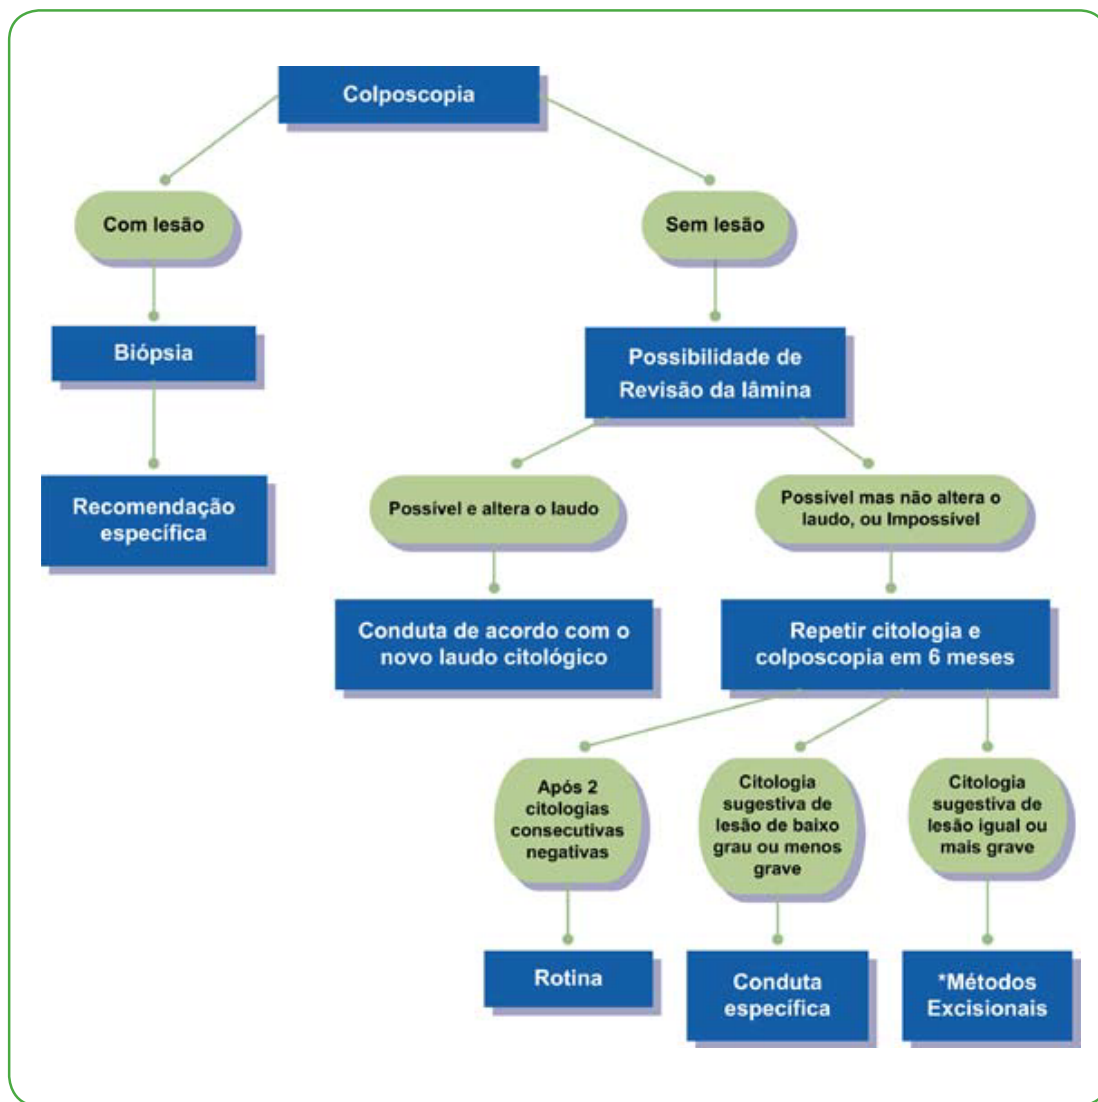 Colposcopia
Com lesão
Sem lesão
Biópsia
Possibilidade de
Revisão da lâmina
Recomendação
específica
Possível e altera o laudo
Possível mas não altera o
laudo, ou Impossível
Conduta de acordo com o
novo laudo citológico
Repetir citologia e
colposcopia em 6 meses
Após 2
citologias
consecutivas
negativas
Citologia
sugestiva de
lesão de baixo
grau ou menos
grave
Citologia
sugestiva de
lesão igual ou
mais grave
Rotina
Conduta
específica
*Métodos
Excisionais